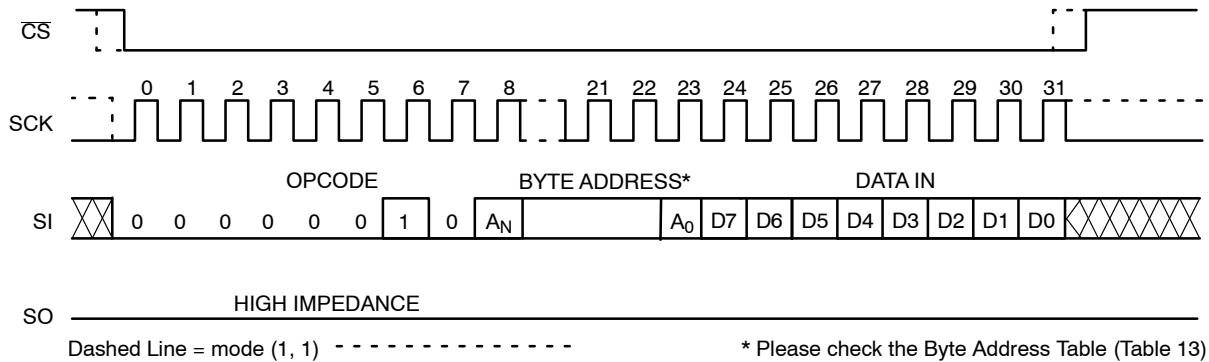 CS
0 1 2 3 4 5 6 7 8 21 22 23 24 25 26 27 28 29 30 31
SCK
OPCODE BYTE ADDRESS* DATA IN
SI 0 0 0 0 0 0 1 0 AN A0 D7 D6 D5 D4 D3 D2 D1 D0
HIGH IMPEDANCE
SO
Dashed Line = mode (1, 1) * Please check the Byte Address Table (Table 13)